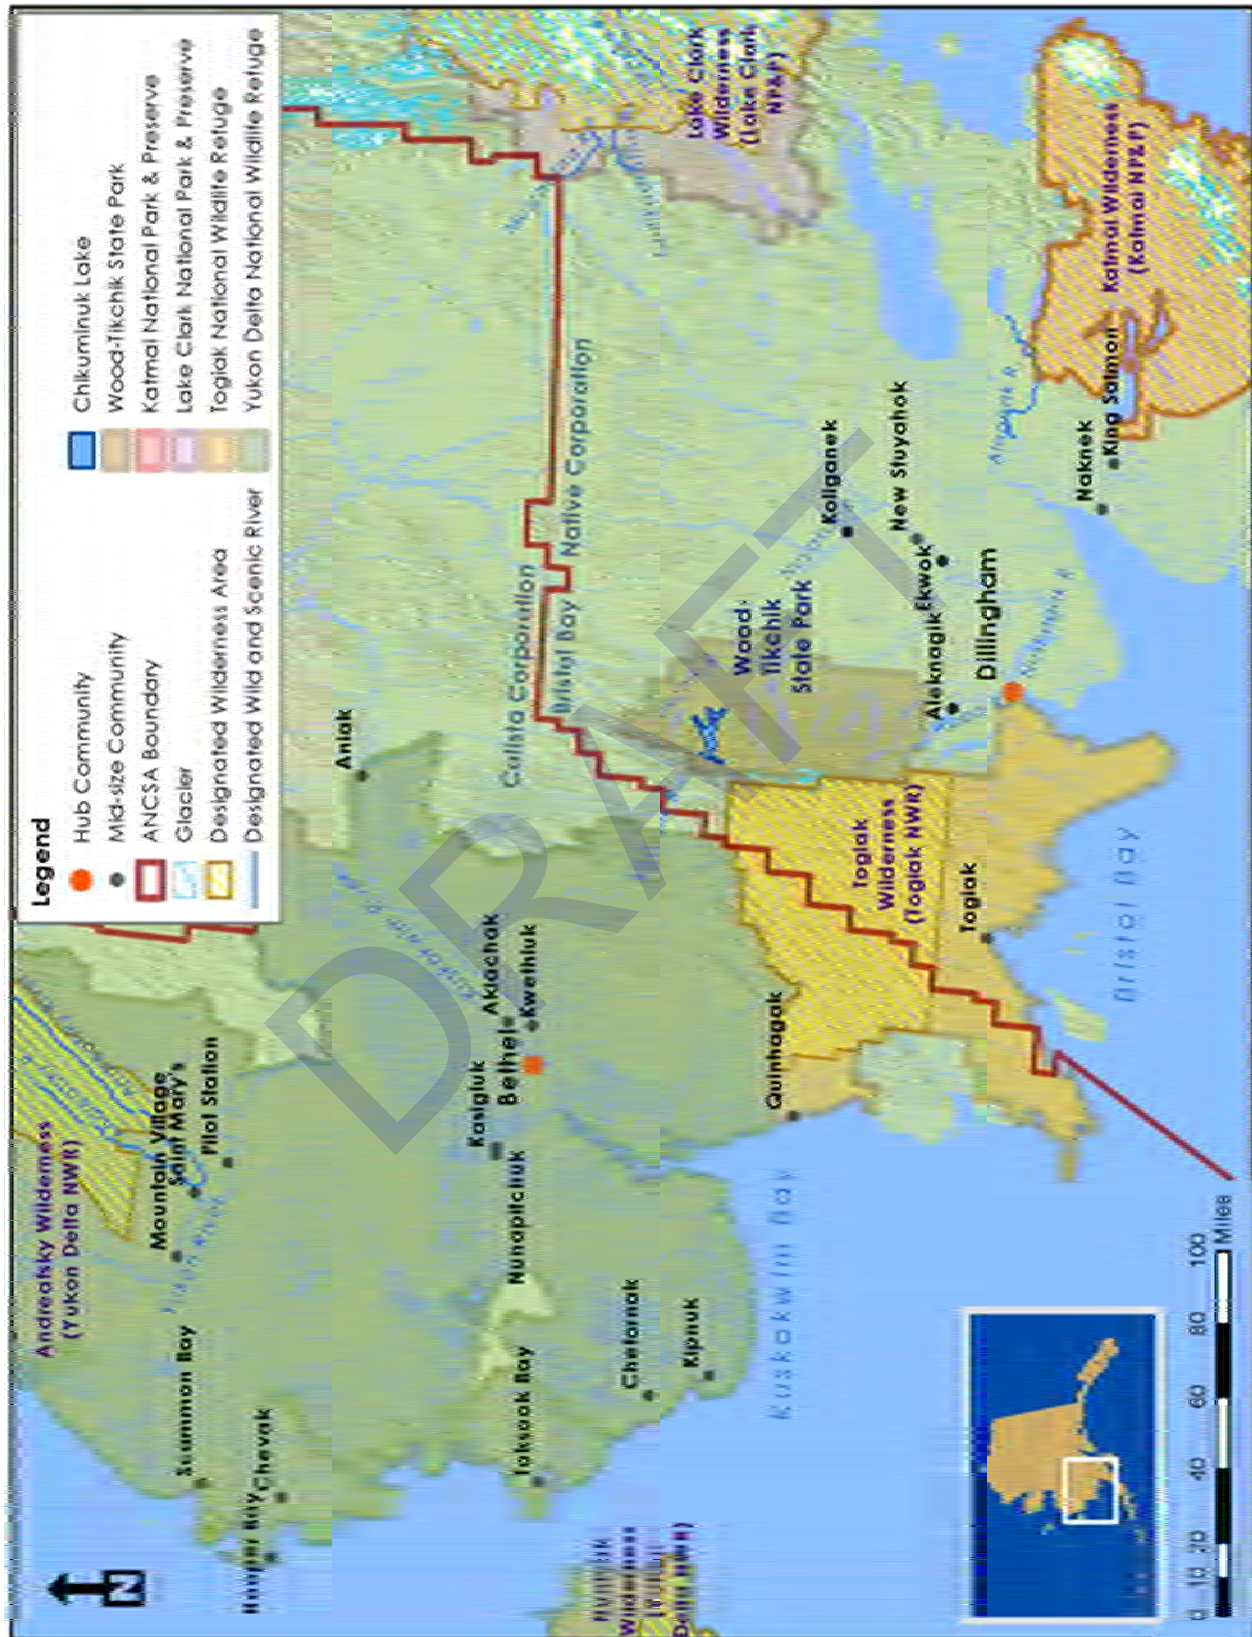 Legend
Hub Community
Mid-size Community
ANCSA Boundary
Glacier
Designated Wilderness Area
Designated Wild and Scenic River
Chikuminuk Lake
Wood-Tikchik State Park
Katmai National Park & Preserve
Lake Clark National Park & Preserve
Togiak National Wildlife Refuge
Yukon Delta National Wildlife Refuge
N
Andreafsky Wilderness
(Yukon Delta NWR)
Mountain Village
Saint Mary's
Pilot Station
Scammon Bay
Chevak
Aniak
Calista Corporation
Bristol Bay Native Corporation
Lake Clark
Wilderness
(Lake Clark
NP&P)
Kasigluk
Akiachak
Bethel
Kwethluk
Nunapitchuk
Toksook Bay
Chefornak
Kipnuk
Wilderness
Kuskokwim Bay
Quinhagak
Togiak
Wilderness
(Togiak NWR)
Togiak
Wood-
Tikchik
State Park
Koliganek
New Stuyahok
Ekwok
Aleknagik
Dillingham
Naknek
King Salmon
Katmai Wilderness
(Katmai NP&P)
Bristol Bay
DRAFT
0 10 20 40 60 80 100
Miles